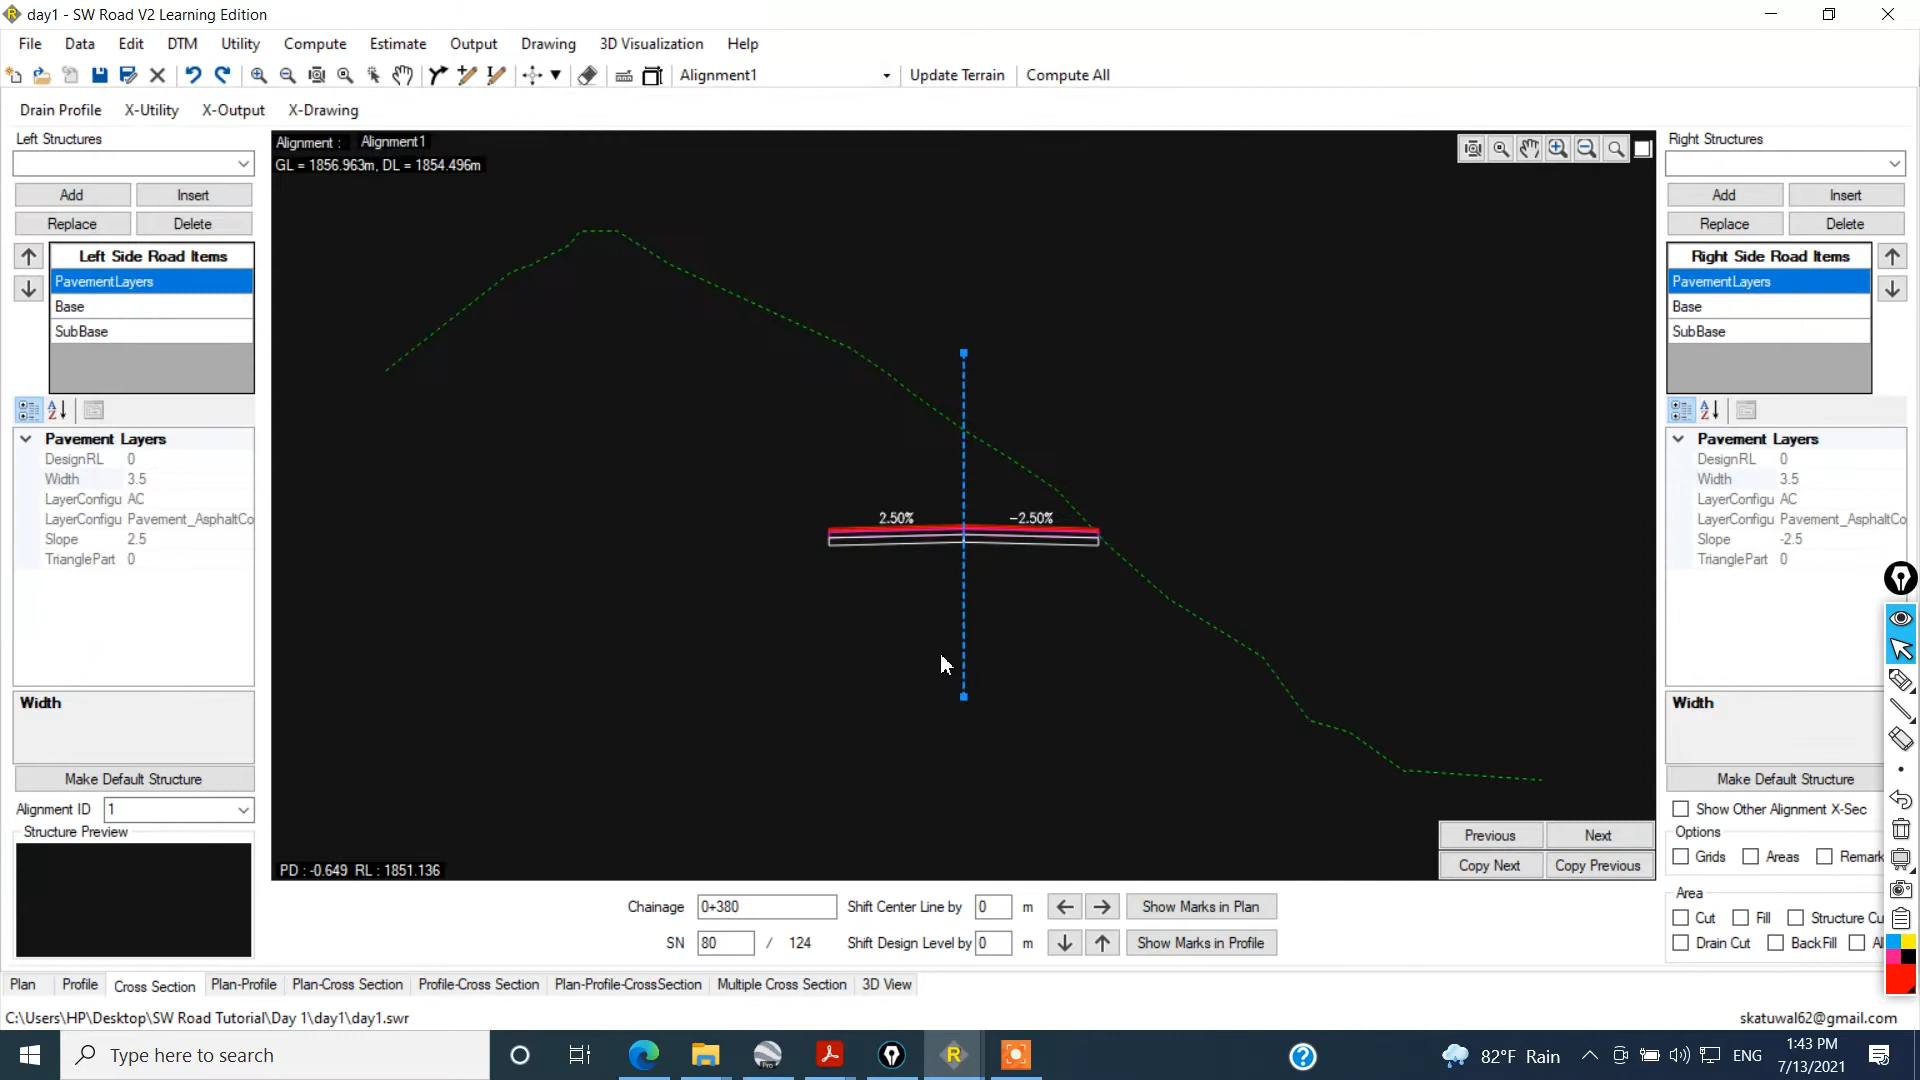 day1 - SW Road V2 Learning Edition
File Data Edit DTM Utility Compute Estimate Output Drawing 3D Visualization Help
Alignment1 Update Terrain Compute All
Drain Profile X-Utility X-Output X-Drawing
Left Structures
Add Insert
Replace Delete
Left Side Road Items
PavementLayers
Base
SubBase
Pavement Layers
DesignRL 0
Width 3.5
LayerConfigu AC
LayerConfigu Pavement_AsphaltCo
Slope 2.5
TrianglePart 0
Width
Make Default Structure
Alignment ID 1
Structure Preview
Alignment : Alignment1
GL = 1856.963m, DL = 1854.496m
2.50% -2.50%
PD : -0.649 RL : 1851.136
Previous Next
Copy Next Copy Previous
Right Structures
Add Insert
Replace Delete
Right Side Road Items
PavementLayers
Base
SubBase
Pavement Layers
DesignRL 0
Width 3.5
LayerConfigu AC
LayerConfigu Pavement_AsphaltCo
Slope -2.5
TrianglePart 0
Width
Make Default Structure
Show Other Alignment X-Sec
Options
Grids Areas Remark
Area
Cut Fill Structure Cu
Drain Cut BackFill Al
Chainage 0+380 Shift Center Line by 0 m Show Marks in Plan
SN 80 / 124 Shift Design Level by 0 m Show Marks in Profile
Plan Profile Cross Section Plan-Profile Plan-Cross Section Profile-Cross Section Plan-Profile-CrossSection Multiple Cross Section 3D View
C:\Users\HP\Desktop\SW Road Tutorial\Day 1\day1\day1.swr skatuwal62@gmail.com
Type here to search
82°F Rain ENG
1:43 PM
7/13/2021